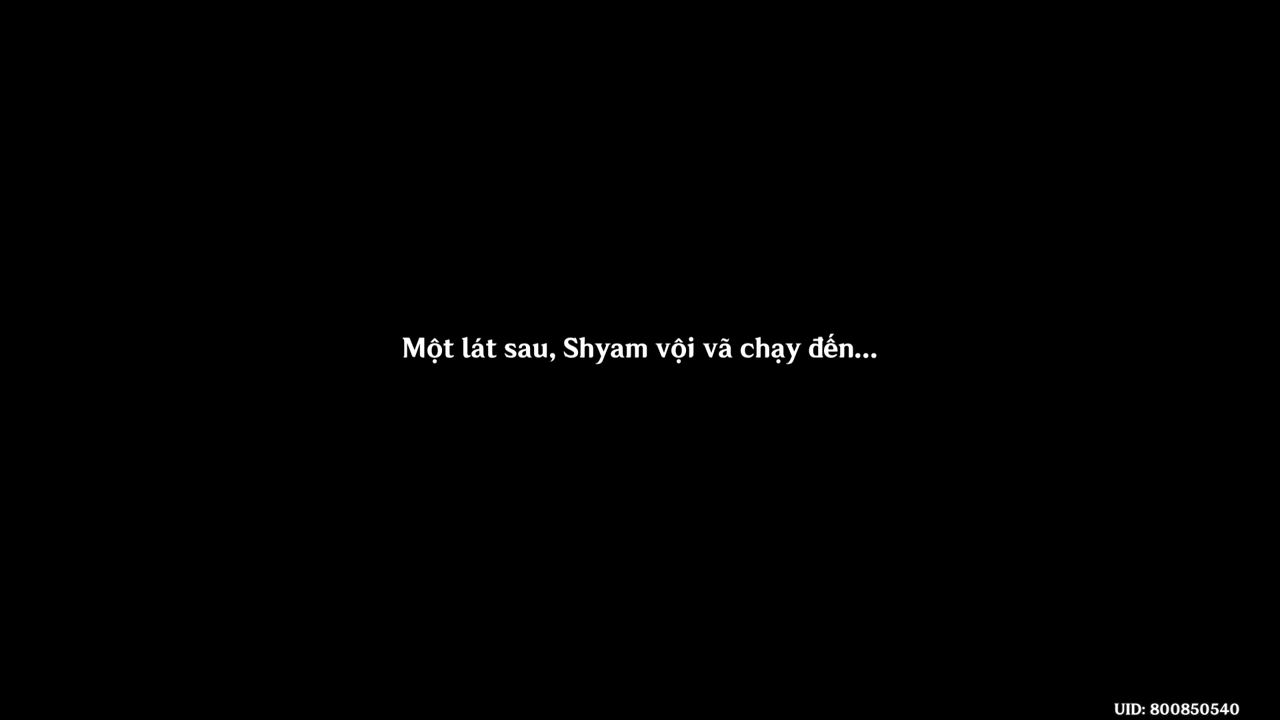 Một lát sau, Shyam vội vã chạy đến...
UID: 800850540